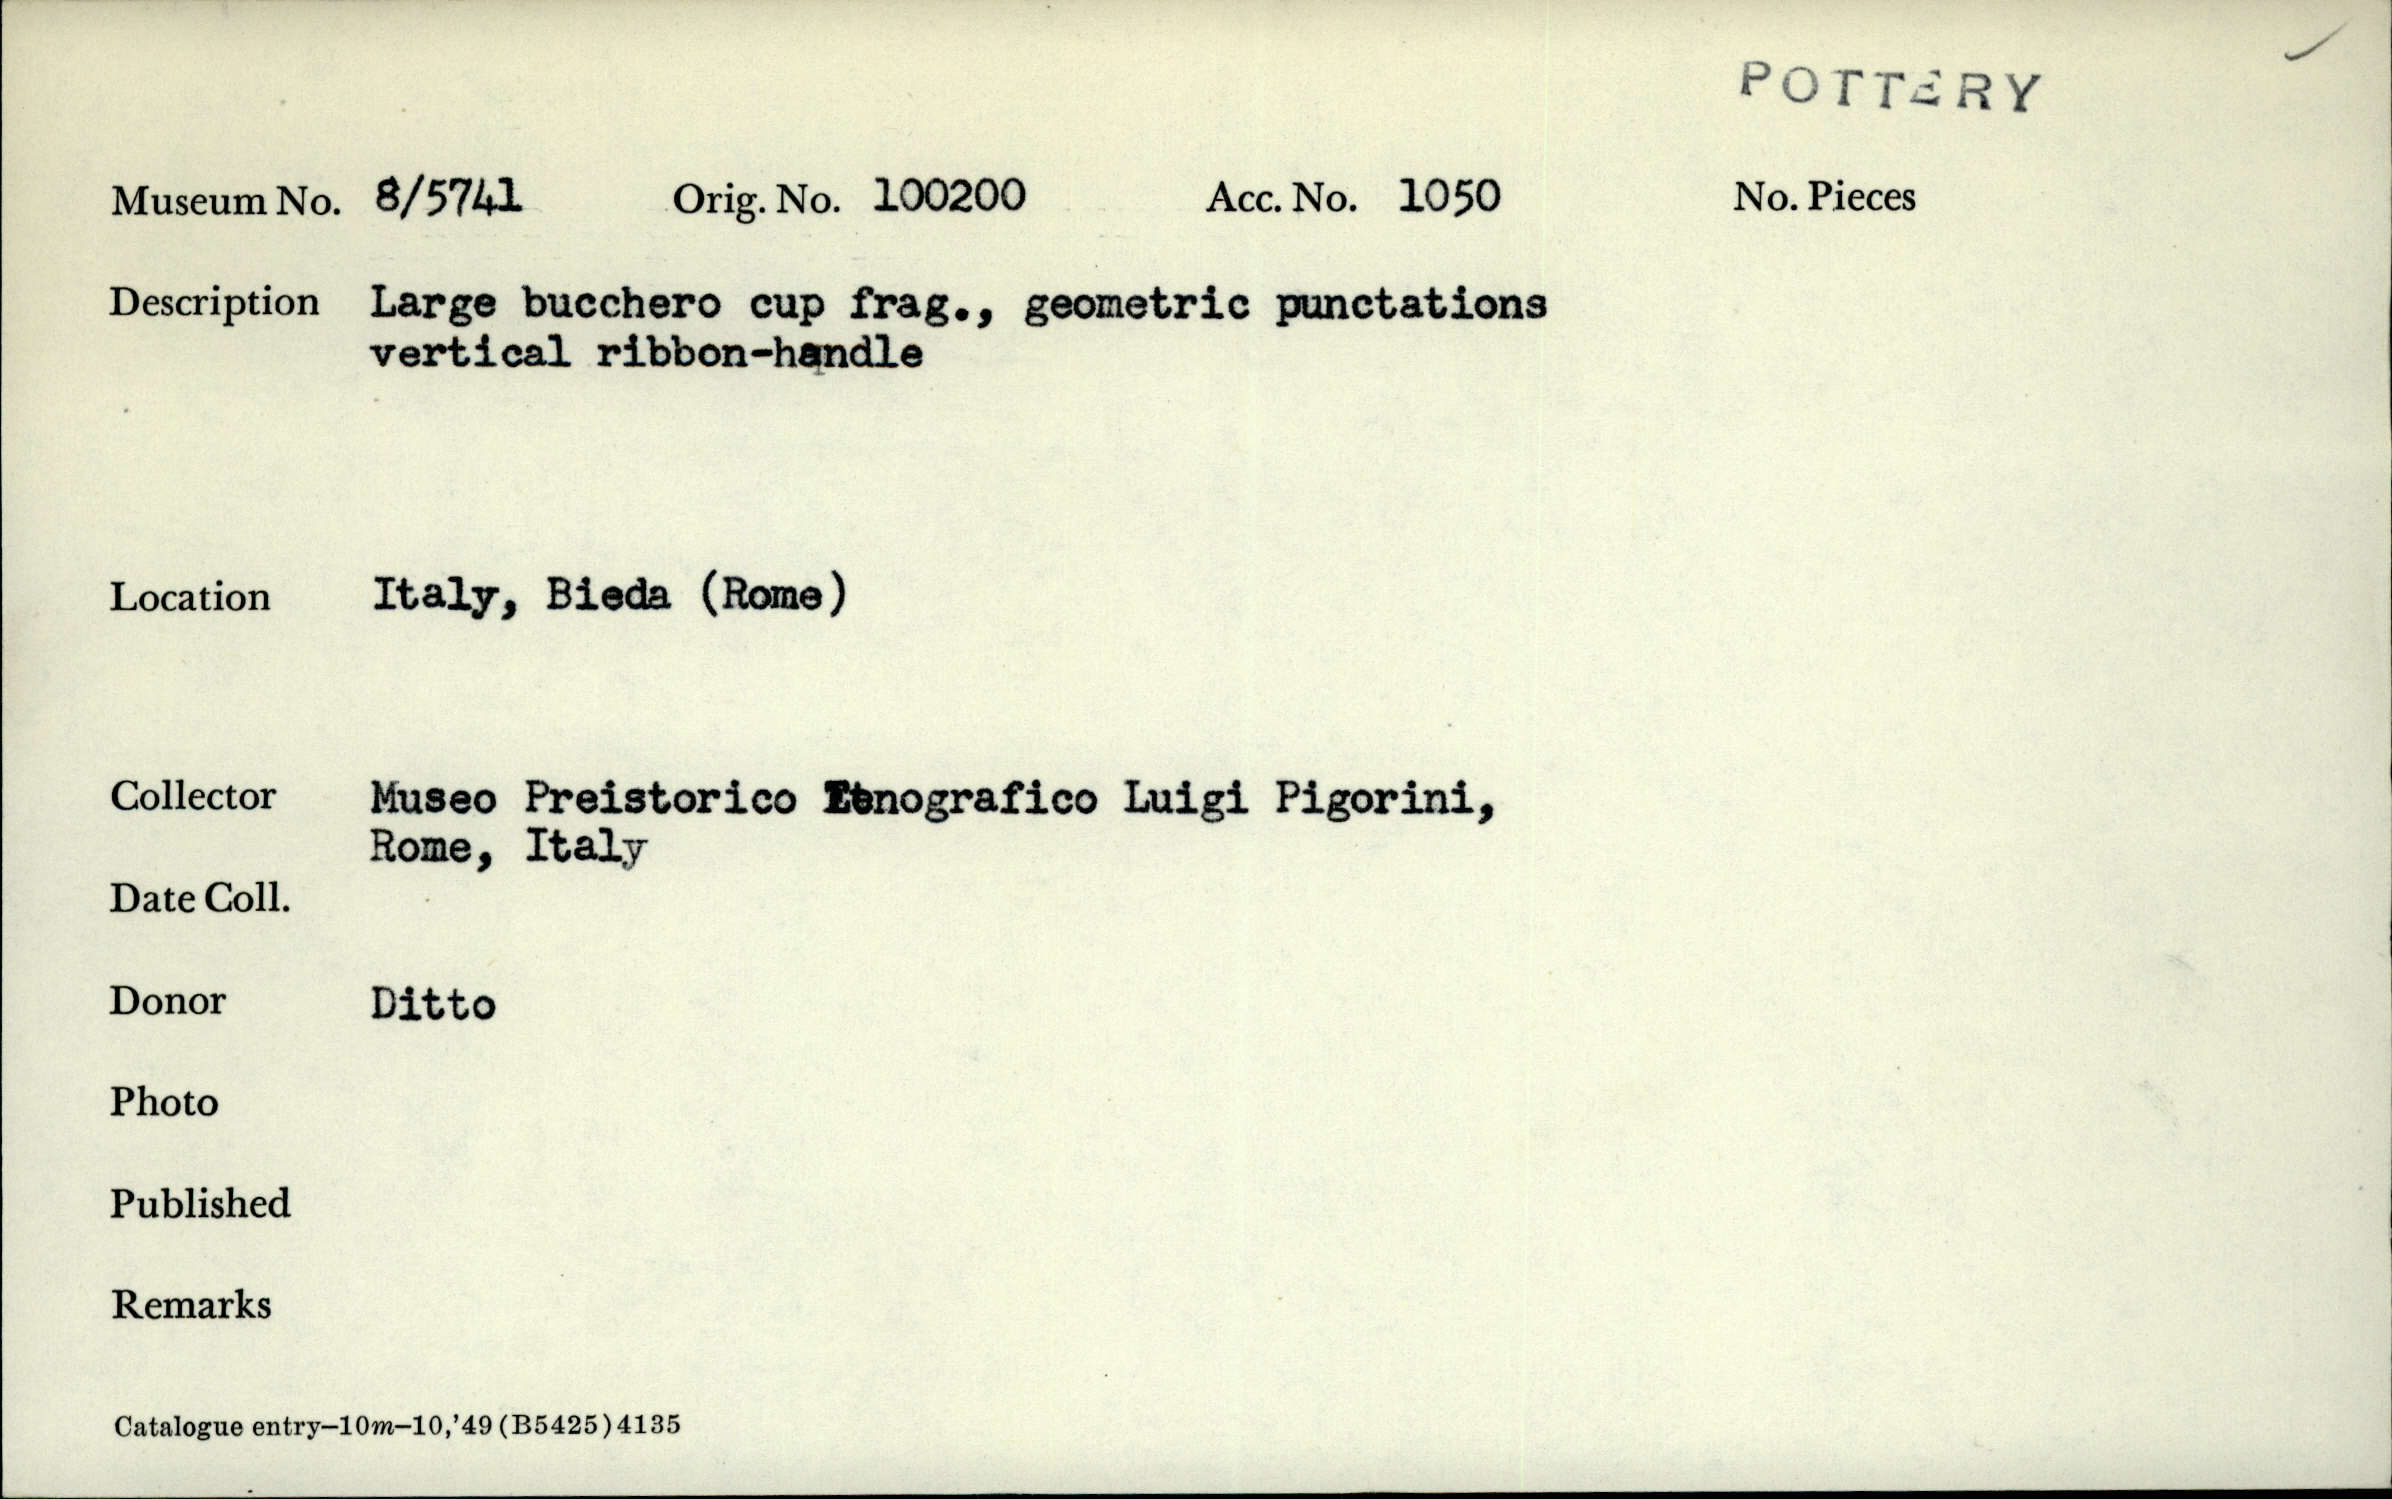 POTTERY
Museum No. 8/5741 Orig. No. 100200 Acc. No. 1050 No. Pieces
Description Large bucchero cup frag., geometric punctations
vertical ribbon-handle
Location Italy, Bieda (Rome)
Collector Museo Preistorico Etnografico Luigi Pigorini,
Rome, Italy
Date Coll.
Donor Ditto
Photo
Published
Remarks
Catalogue entry—10m—10,'49 (B5425) 4135